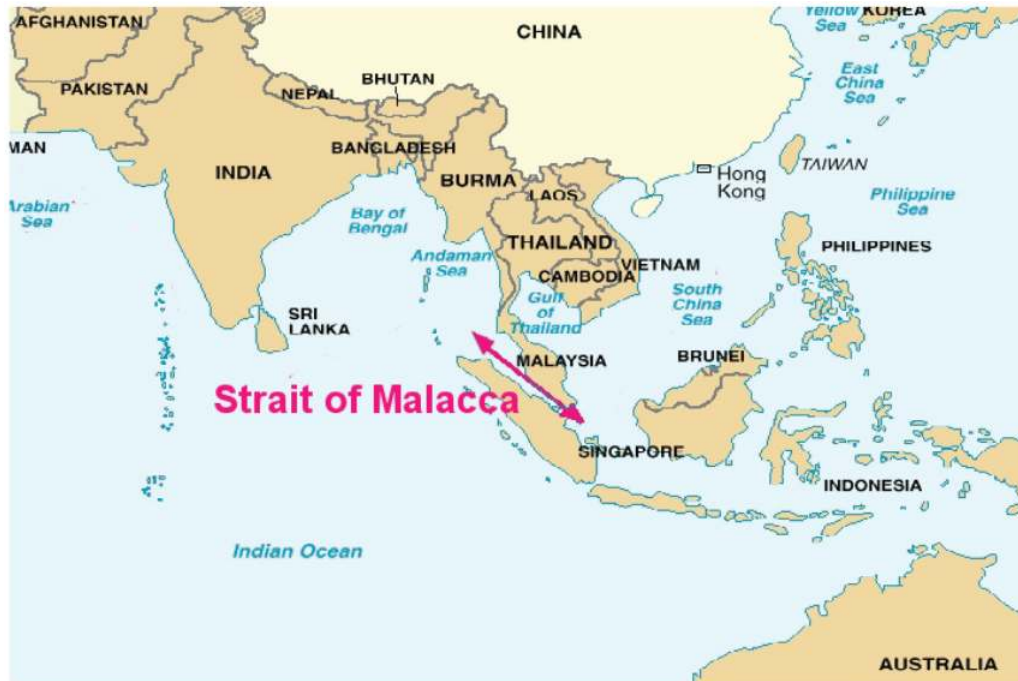 AFGHANISTAN
PAKISTAN
MAN
Arabian
Sea
INDIA
NEPAL
BHUTAN
BANGLADESH
CHINA
BURMA
LAOS
THAILAND
CAMBODIA
VIETNAM
Yellow
Sea
KOREA
East
China
Sea
TAIWAN
Hong
Kong
Philippine
Sea
PHILIPPINES
Bay of
Bengal
Andaman
Sea
Gulf
of
Thailand
South
China
Sea
SRI
LANKA
MALAYSIA
BRUNEI
Strait of Malacca
SINGAPORE
INDONESIA
Indian Ocean
AUSTRALIA